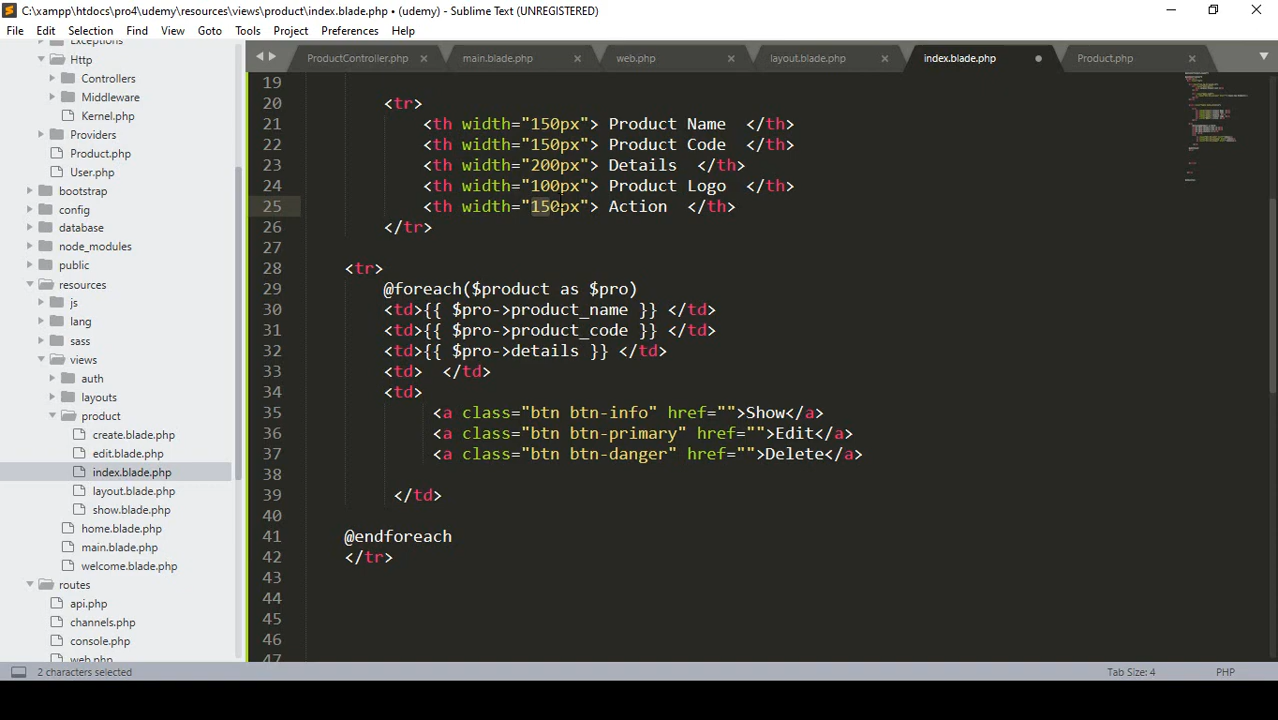 C:\xampp\htdocs\pro4\udemy\resources\views\product\index.blade.php • (udemy) - Sublime Text (UNREGISTERED)
File Edit Selection Find View Goto Tools Project Preferences Help
ProductController.php main.blade.php web.php layout.blade.php index.blade.php Product.php
Exceptions
Http
Controllers
Middleware
Kernel.php
Providers
Product.php
User.php
bootstrap
config
database
node_modules
public
resources
js
lang
sass
views
auth
layouts
product
create.blade.php
edit.blade.php
index.blade.php
layout.blade.php
show.blade.php
home.blade.php
main.blade.php
welcome.blade.php
routes
api.php
channels.php
console.php
web.php
19
20 <tr>
21 <th width="150px"> Product Name </th>
22 <th width="150px"> Product Code </th>
23 <th width="200px"> Details </th>
24 <th width="100px"> Product Logo </th>
25 <th width="150px"> Action </th>
26 </tr>
27
28 <tr>
29 @foreach($product as $pro)
30 <td>{{ $pro->product_name }} </td>
31 <td>{{ $pro->product_code }} </td>
32 <td>{{ $pro->details }} </td>
33 <td> </td>
34 <td>
35 <a class="btn btn-info" href="">Show</a>
36 <a class="btn btn-primary" href="">Edit</a>
37 <a class="btn btn-danger" href="">Delete</a>
38
39 </td>
40
41 @endforeach
42 </tr>
43
44
45
46
47
2 characters selected Tab Size: 4 PHP